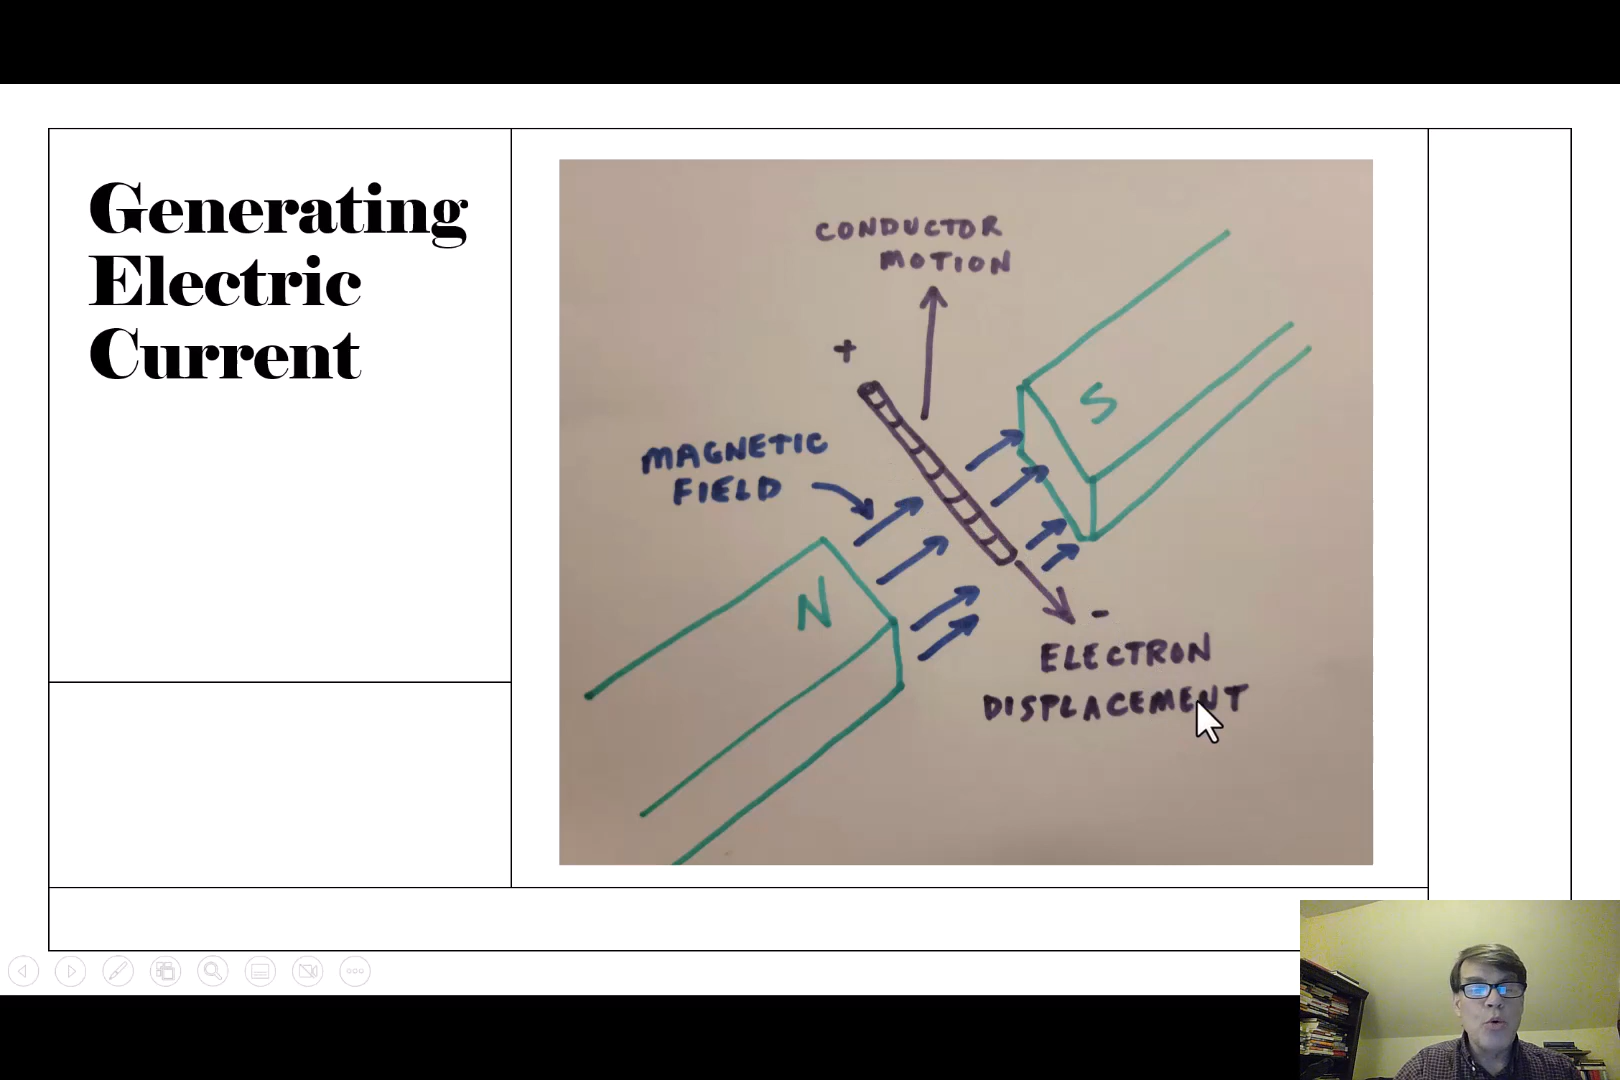 Generating
Electric
Current
CONDUCTOR
MOTION
+
S
MAGNETIC
FIELD
N
-
ELECTRON
DISPLACEMENT